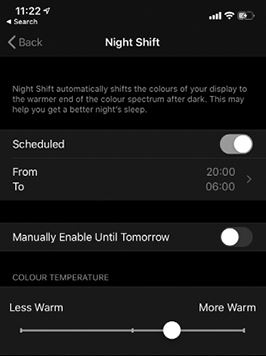 11:22
Search
Back
Night Shift
Night Shift automatically shifts the colours of your display
to the warmer end of the colour spectrum after dark. This may
help you get a better night's sleep.
Scheduled
From 20:00
To 06:00
Manually Enable Until Tomorrow
COLOUR TEMPERATURE
Less Warm More Warm